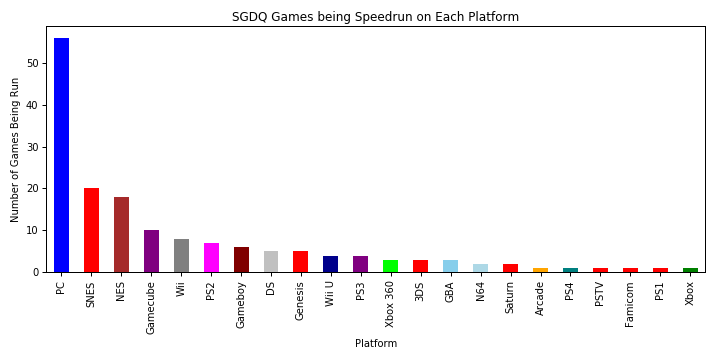 SGDQ Games being Speedrun on Each Platform
Number of Games Being Run
50
40
30
20
10
0
PC
SNES
NES
Gamecube
Wii
PS2
Gameboy
DS
Genesis
Wii U
PS3
Xbox 360
3DS
GBA
N64
Saturn
Arcade
PS4
PSTV
Famicom
PS1
Xbox
Platform